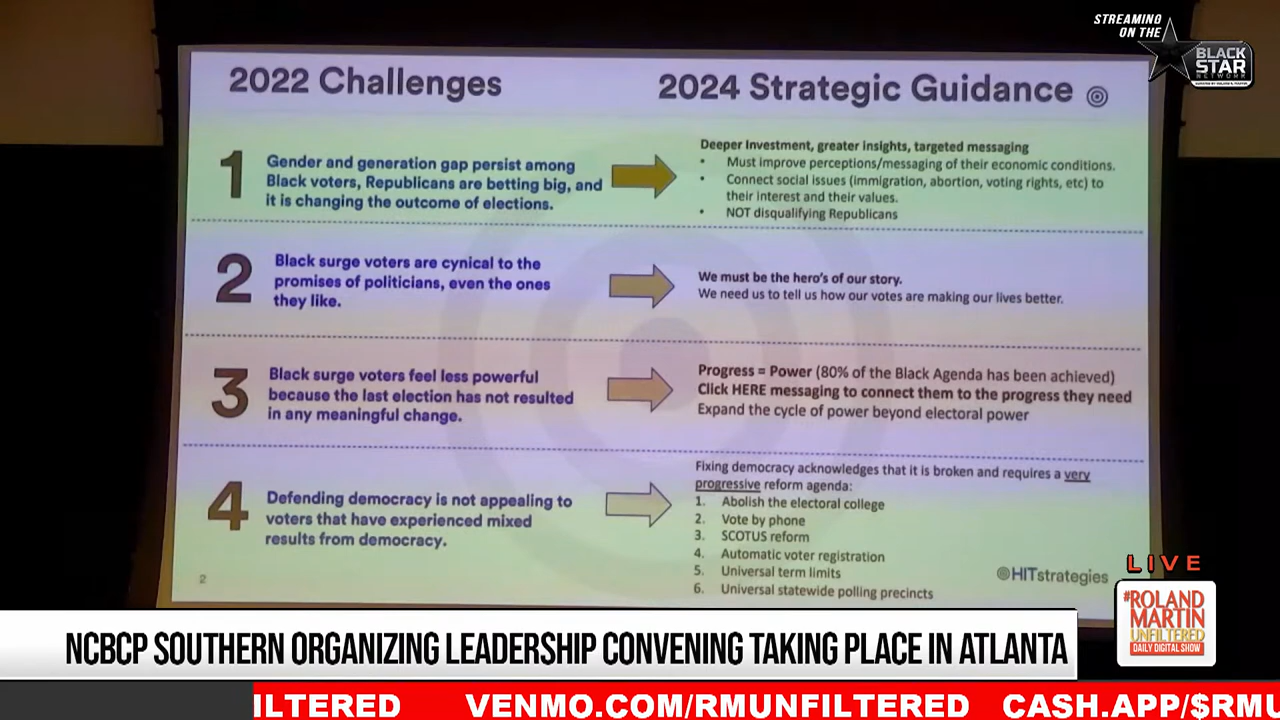 STREAMING
ON THE
BLACK
STAR
NETWORK
2022 Challenges
2024 Strategic Guidance
1
Gender and generation gap persist among
Black voters, Republicans are betting big, and
it is changing the outcome of elections.
Deeper Investment, greater insights, targeted messaging
• Must improve perceptions/messaging of their economic conditions.
• Connect social issues (immigration, abortion, voting rights, etc) to
their interest and their values.
• NOT disqualifying Republicans
2
Black surge voters are cynical to the
promises of politicians, even the ones
they like.
We must be the hero's of our story.
We need us to tell us how our votes are making our lives better.
3
Black surge voters feel less powerful
because the last election has not resulted
in any meaningful change.
Progress = Power (80% of the Black Agenda has been achieved)
Click HERE messaging to connect them to the progress they need
Expand the cycle of power beyond electoral power
4
Defending democracy is not appealing to
voters that have experienced mixed
results from democracy.
Fixing democracy acknowledges that it is broken and requires a very
progressive reform agenda:
1. Abolish the electoral college
2. Vote by phone
3. SCOTUS reform
4. Automatic voter registration
5. Universal term limits
6. Universal statewide polling precincts
2
HITstrategies
LIVE
#ROLAND
MARTIN
UNFILTERED
DAILY DIGITAL SHOW
NCBCP SOUTHERN ORGANIZING LEADERSHIP CONVENING TAKING PLACE IN ATLANTA
ILTERED VENMO.COM/RMUNFILTERED CASH.APP/$RMU